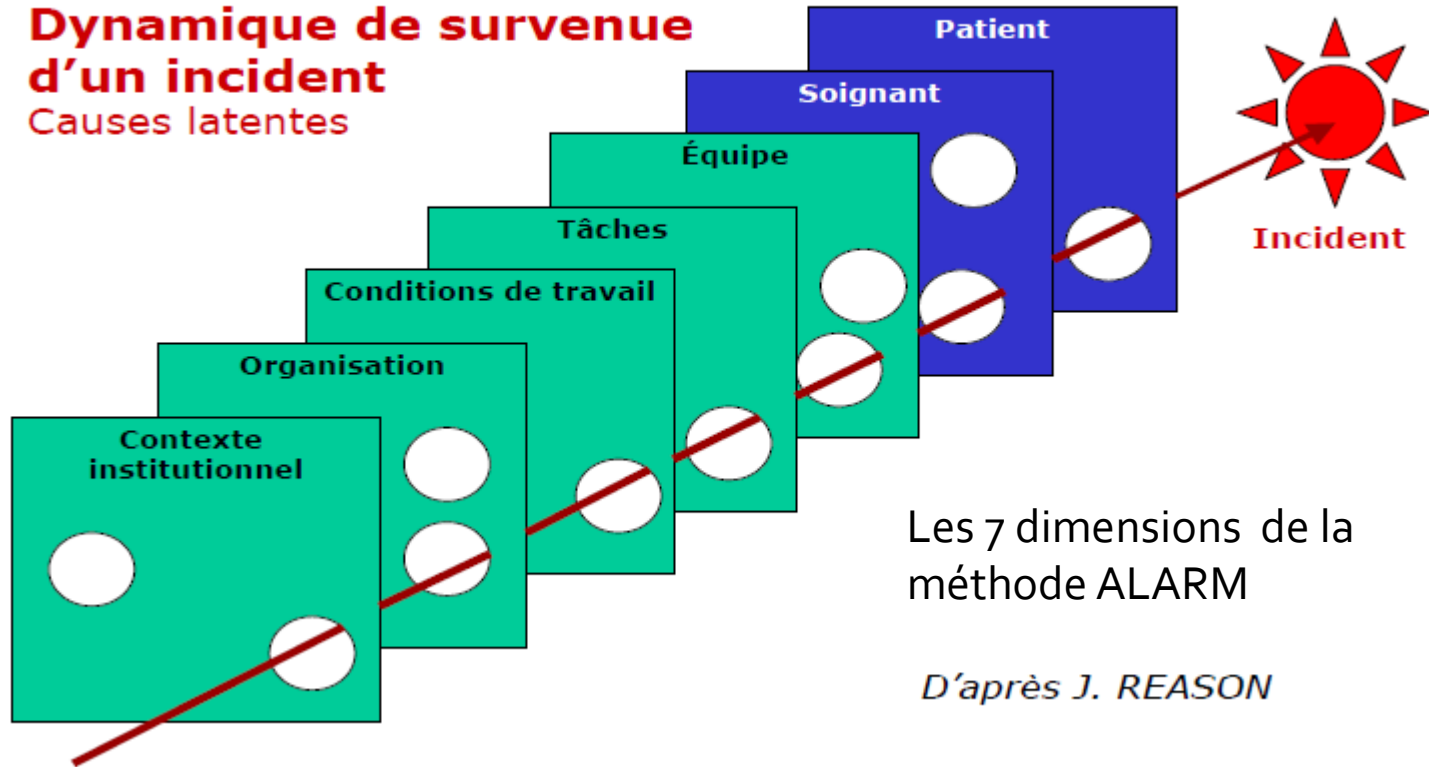 Dynamique de survenue
d'un incident
Causes latentes
Patient
Soignant
Équipe
Tâches
Conditions de travail
Organisation
Contexte
institutionnel
Incident
Les 7 dimensions de la
méthode ALARM
D'après J. REASON